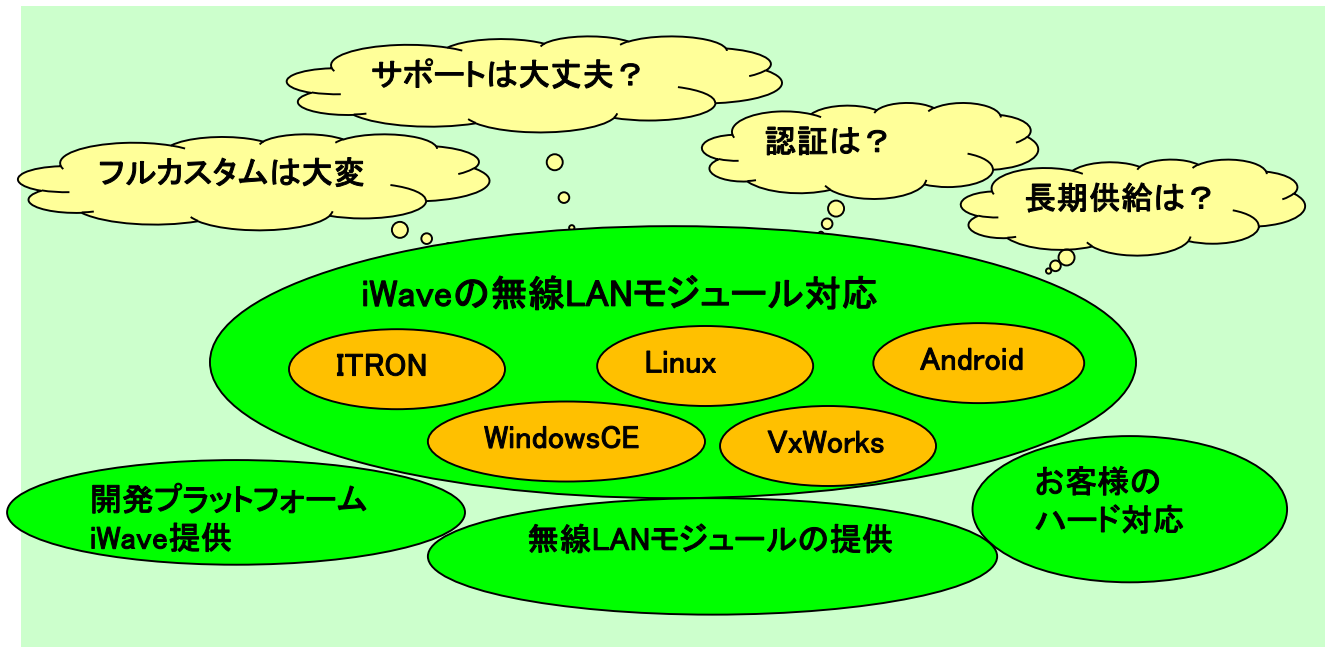 サポートは大丈夫？
認証は？
フルカスタムは大変
長期供給は？
iWaveの無線LANモジュール対応
ITRON
Linux
Android
WindowsCE
VxWorks
開発プラットフォーム
iWave提供
無線LANモジュールの提供
お客様の
ハード対応